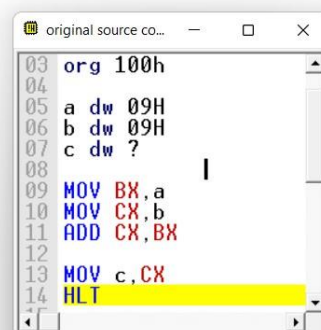 original source co...
03 org 100h
04
05 a dw 09H
06 b dw 09H
07 c dw ?
08
09 MOV BX,a
10 MOV CX,b
11 ADD CX,BX
12
13 MOV c,CX
14 HLT